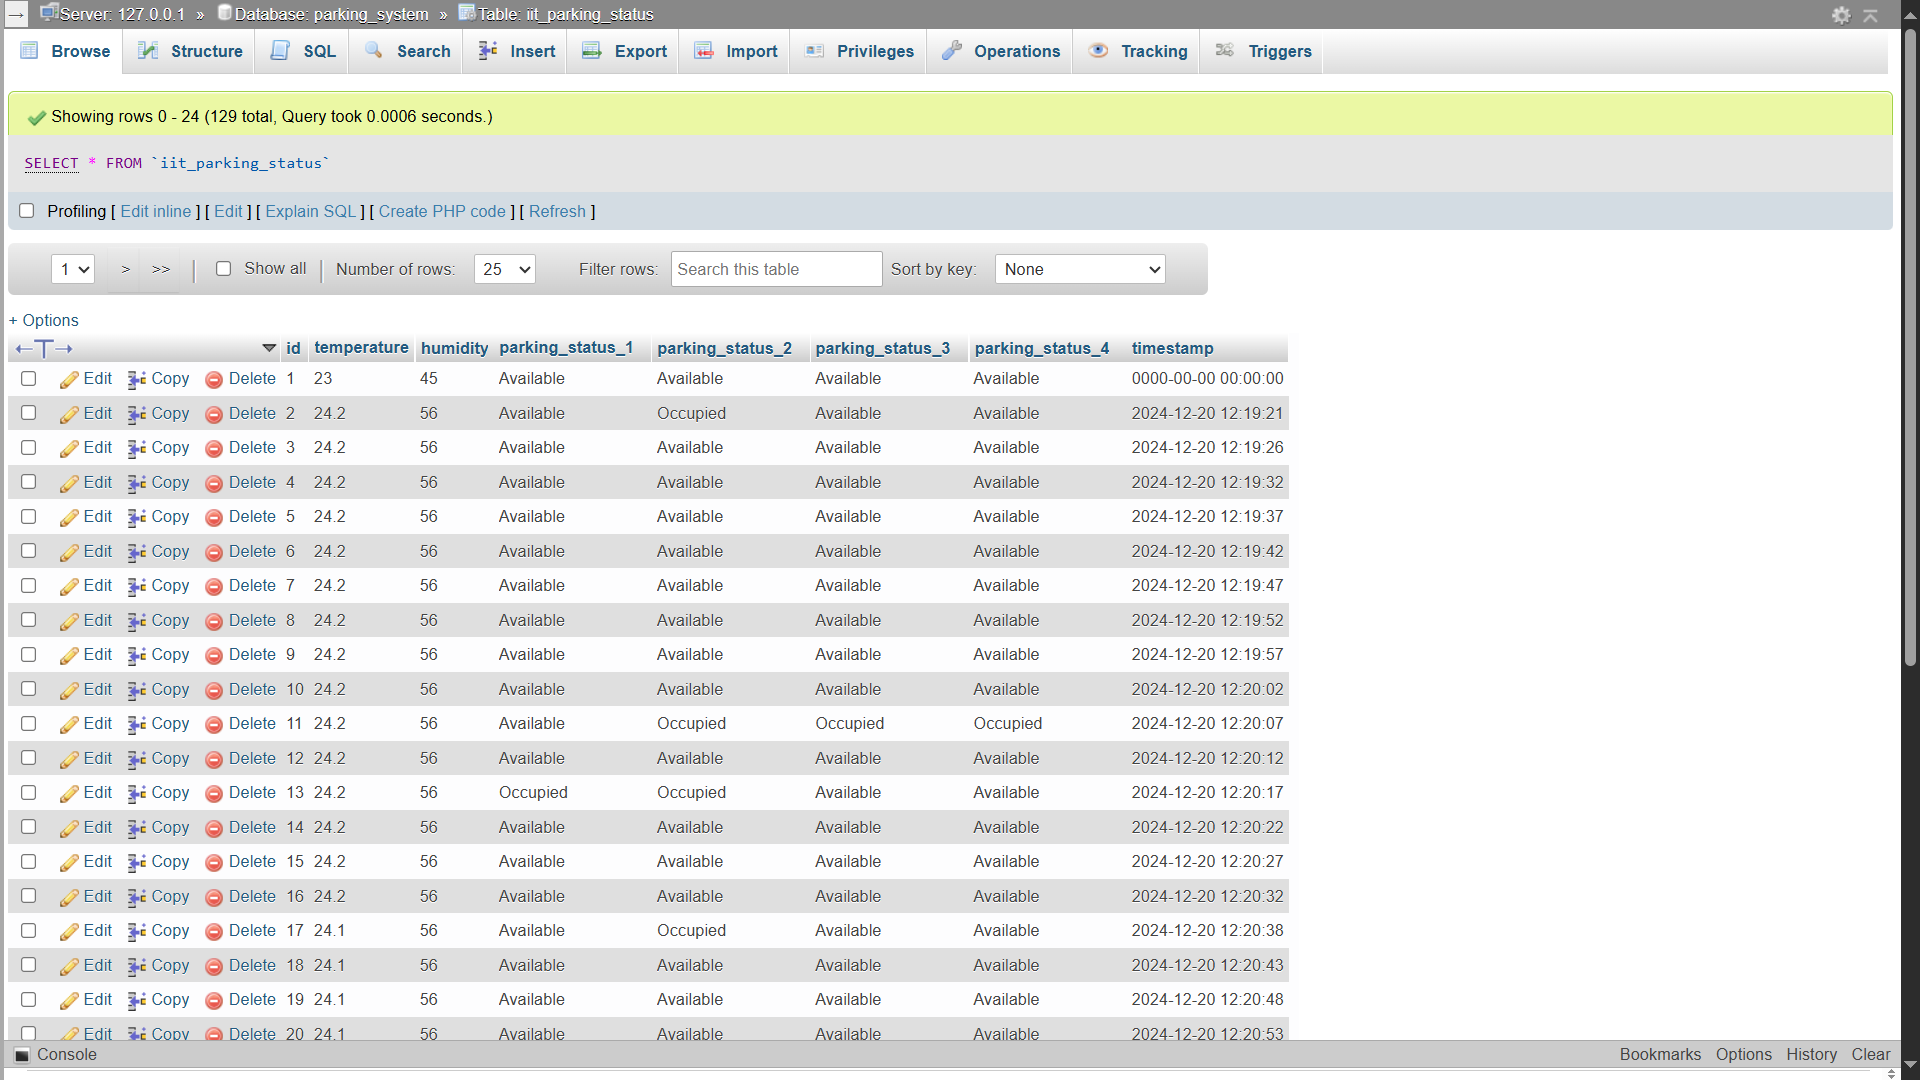 Server: 127.0.0.1 » Database: parking_system » Table: iit_parking_status
Browse Structure SQL Search Insert Export Import Privileges Operations Tracking Triggers
Showing rows 0 - 24 (129 total, Query took 0.0006 seconds.)
SELECT * FROM `iit_parking_status`
Profiling [ Edit inline ] [ Edit ] [ Explain SQL ] [ Create PHP code ] [ Refresh ]
1 > >> | Show all | Number of rows: 25 Filter rows: Search this table Sort by key: None
+ Options
←T→ id temperature humidity parking_status_1 parking_status_2 parking_status_3 parking_status_4 timestamp
Edit Copy Delete 1 23 45 Available Available Available Available 0000-00-00 00:00:00
Edit Copy Delete 2 24.2 56 Available Occupied Available Available 2024-12-20 12:19:21
Edit Copy Delete 3 24.2 56 Available Available Available Available 2024-12-20 12:19:26
Edit Copy Delete 4 24.2 56 Available Available Available Available 2024-12-20 12:19:32
Edit Copy Delete 5 24.2 56 Available Available Available Available 2024-12-20 12:19:37
Edit Copy Delete 6 24.2 56 Available Available Available Available 2024-12-20 12:19:42
Edit Copy Delete 7 24.2 56 Available Available Available Available 2024-12-20 12:19:47
Edit Copy Delete 8 24.2 56 Available Available Available Available 2024-12-20 12:19:52
Edit Copy Delete 9 24.2 56 Available Available Available Available 2024-12-20 12:19:57
Edit Copy Delete 10 24.2 56 Available Available Available Available 2024-12-20 12:20:02
Edit Copy Delete 11 24.2 56 Available Occupied Occupied Occupied 2024-12-20 12:20:07
Edit Copy Delete 12 24.2 56 Available Available Available Available 2024-12-20 12:20:12
Edit Copy Delete 13 24.2 56 Occupied Occupied Available Available 2024-12-20 12:20:17
Edit Copy Delete 14 24.2 56 Available Available Available Available 2024-12-20 12:20:22
Edit Copy Delete 15 24.2 56 Available Available Available Available 2024-12-20 12:20:27
Edit Copy Delete 16 24.2 56 Available Available Available Available 2024-12-20 12:20:32
Edit Copy Delete 17 24.1 56 Available Occupied Available Available 2024-12-20 12:20:38
Edit Copy Delete 18 24.1 56 Available Available Available Available 2024-12-20 12:20:43
Edit Copy Delete 19 24.1 56 Available Available Available Available 2024-12-20 12:20:48
Edit Copy Delete 20 24.1 56 Available Available Available Available 2024-12-20 12:20:53
Console Bookmarks Options History Clear